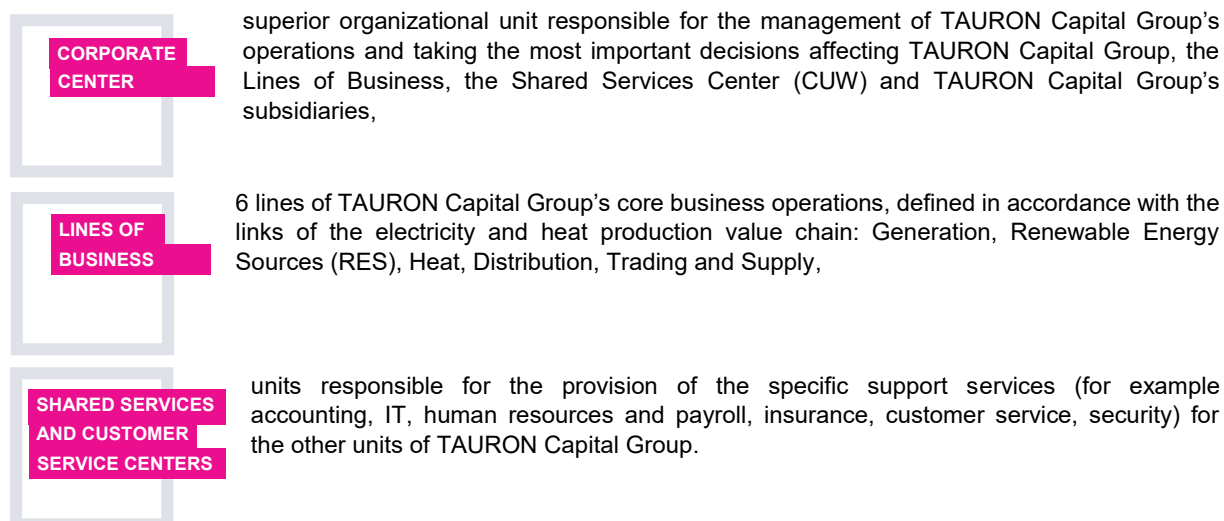 CORPORATE
CENTER
superior organizational unit responsible for the management of TAURON Capital Group’s
operations and taking the most important decisions affecting TAURON Capital Group, the
Lines of Business, the Shared Services Center (CUW) and TAURON Capital Group’s
subsidiaries,
LINES OF
BUSINESS
6 lines of TAURON Capital Group’s core business operations, defined in accordance with the
links of the electricity and heat production value chain: Generation, Renewable Energy
Sources (RES), Heat, Distribution, Trading and Supply,
SHARED SERVICES
AND CUSTOMER
SERVICE CENTERS
units responsible for the provision of the specific support services (for example
accounting, IT, human resources and payroll, insurance, customer service, security) for
the other units of TAURON Capital Group.